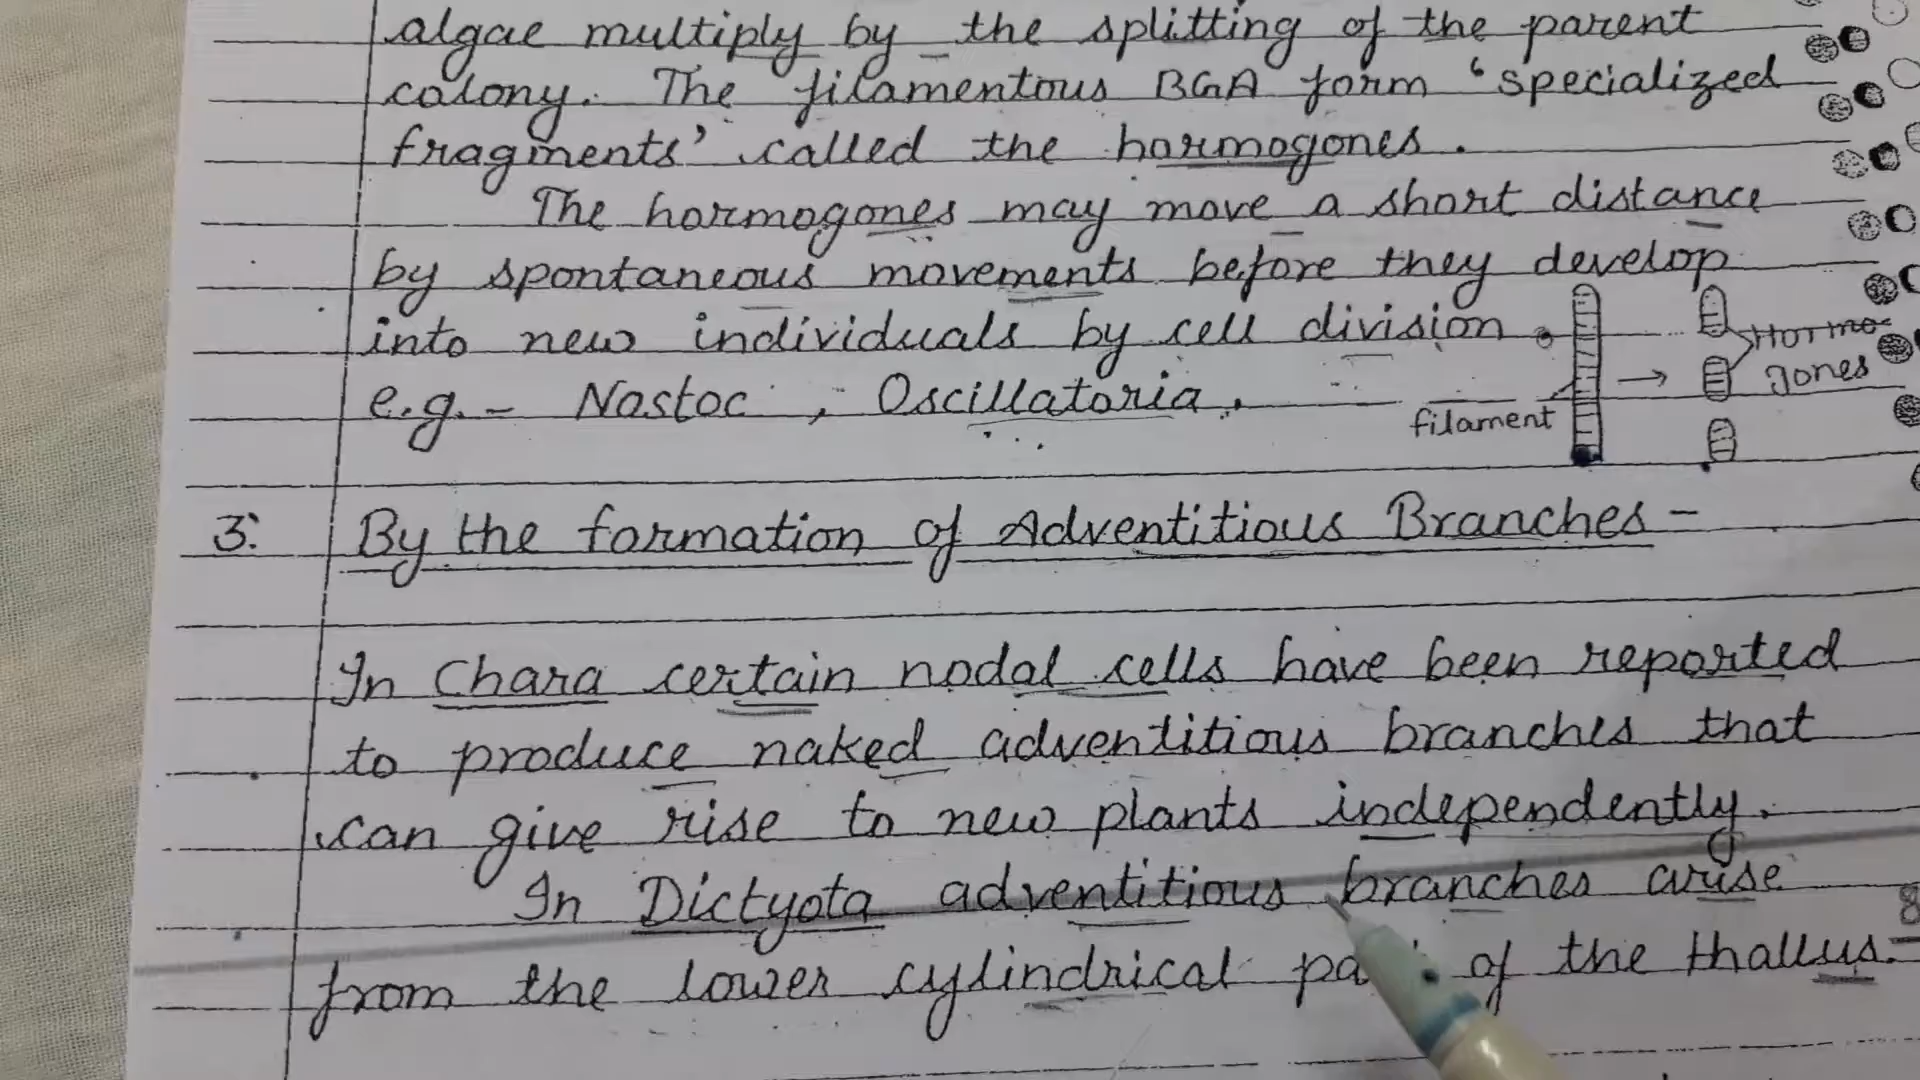 algae multiply by the splitting of the parent
colony. The filamentous BGA form 'specialized
fragments' called the hormogones.
The hormogones may move a short distance
by spontaneous movements before they develop
into new individuals by cell division.
e.g.- Nostoc, Oscillatoria.
filament
Hormo-
gones
3. By the formation of Adventitious Branches-
In Chara certain nodal cells have been reported
to produce naked adventitious branches that
can give rise to new plants independently.
In Dictyota adventitious branches arise
from the lower cylindrical of the thallus.